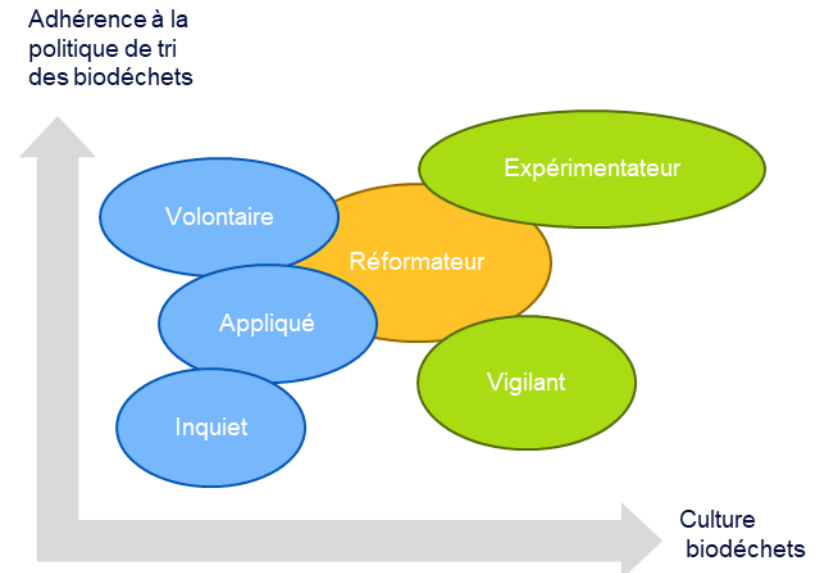 Adhérence à la
politique de tri
des biodéchets
Expérimentateur
Volontaire
Réformateur
Appliqué
Vigilant
Inquiet
Culture
biodéchets